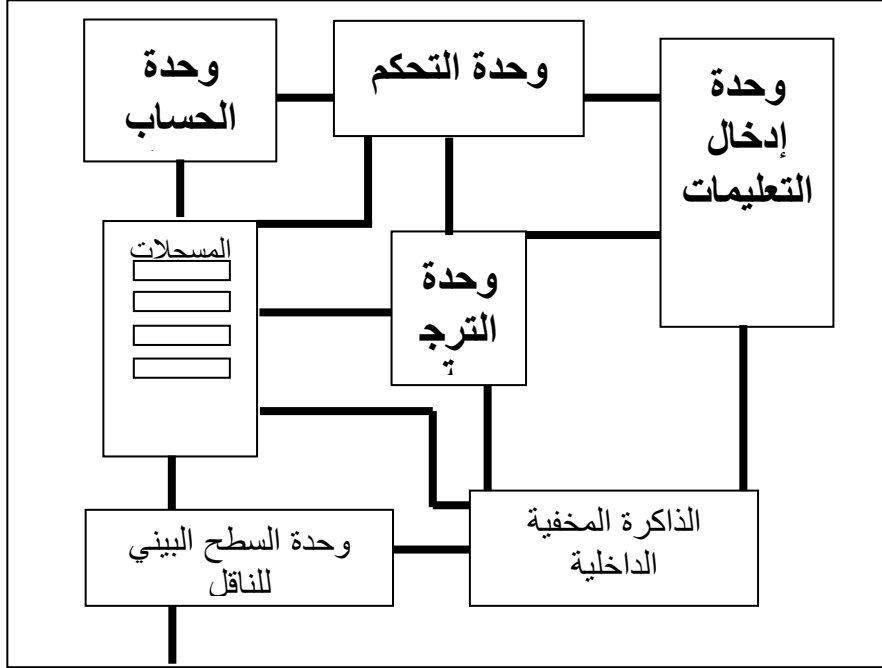 وحدة
إدخال
التعليمات
وحدة التحكم
وحدة
الحساب
المسجلات
وحدة
الترج
الذاكرة المخفية
الداخلية
وحدة السطح البيني
للناقل